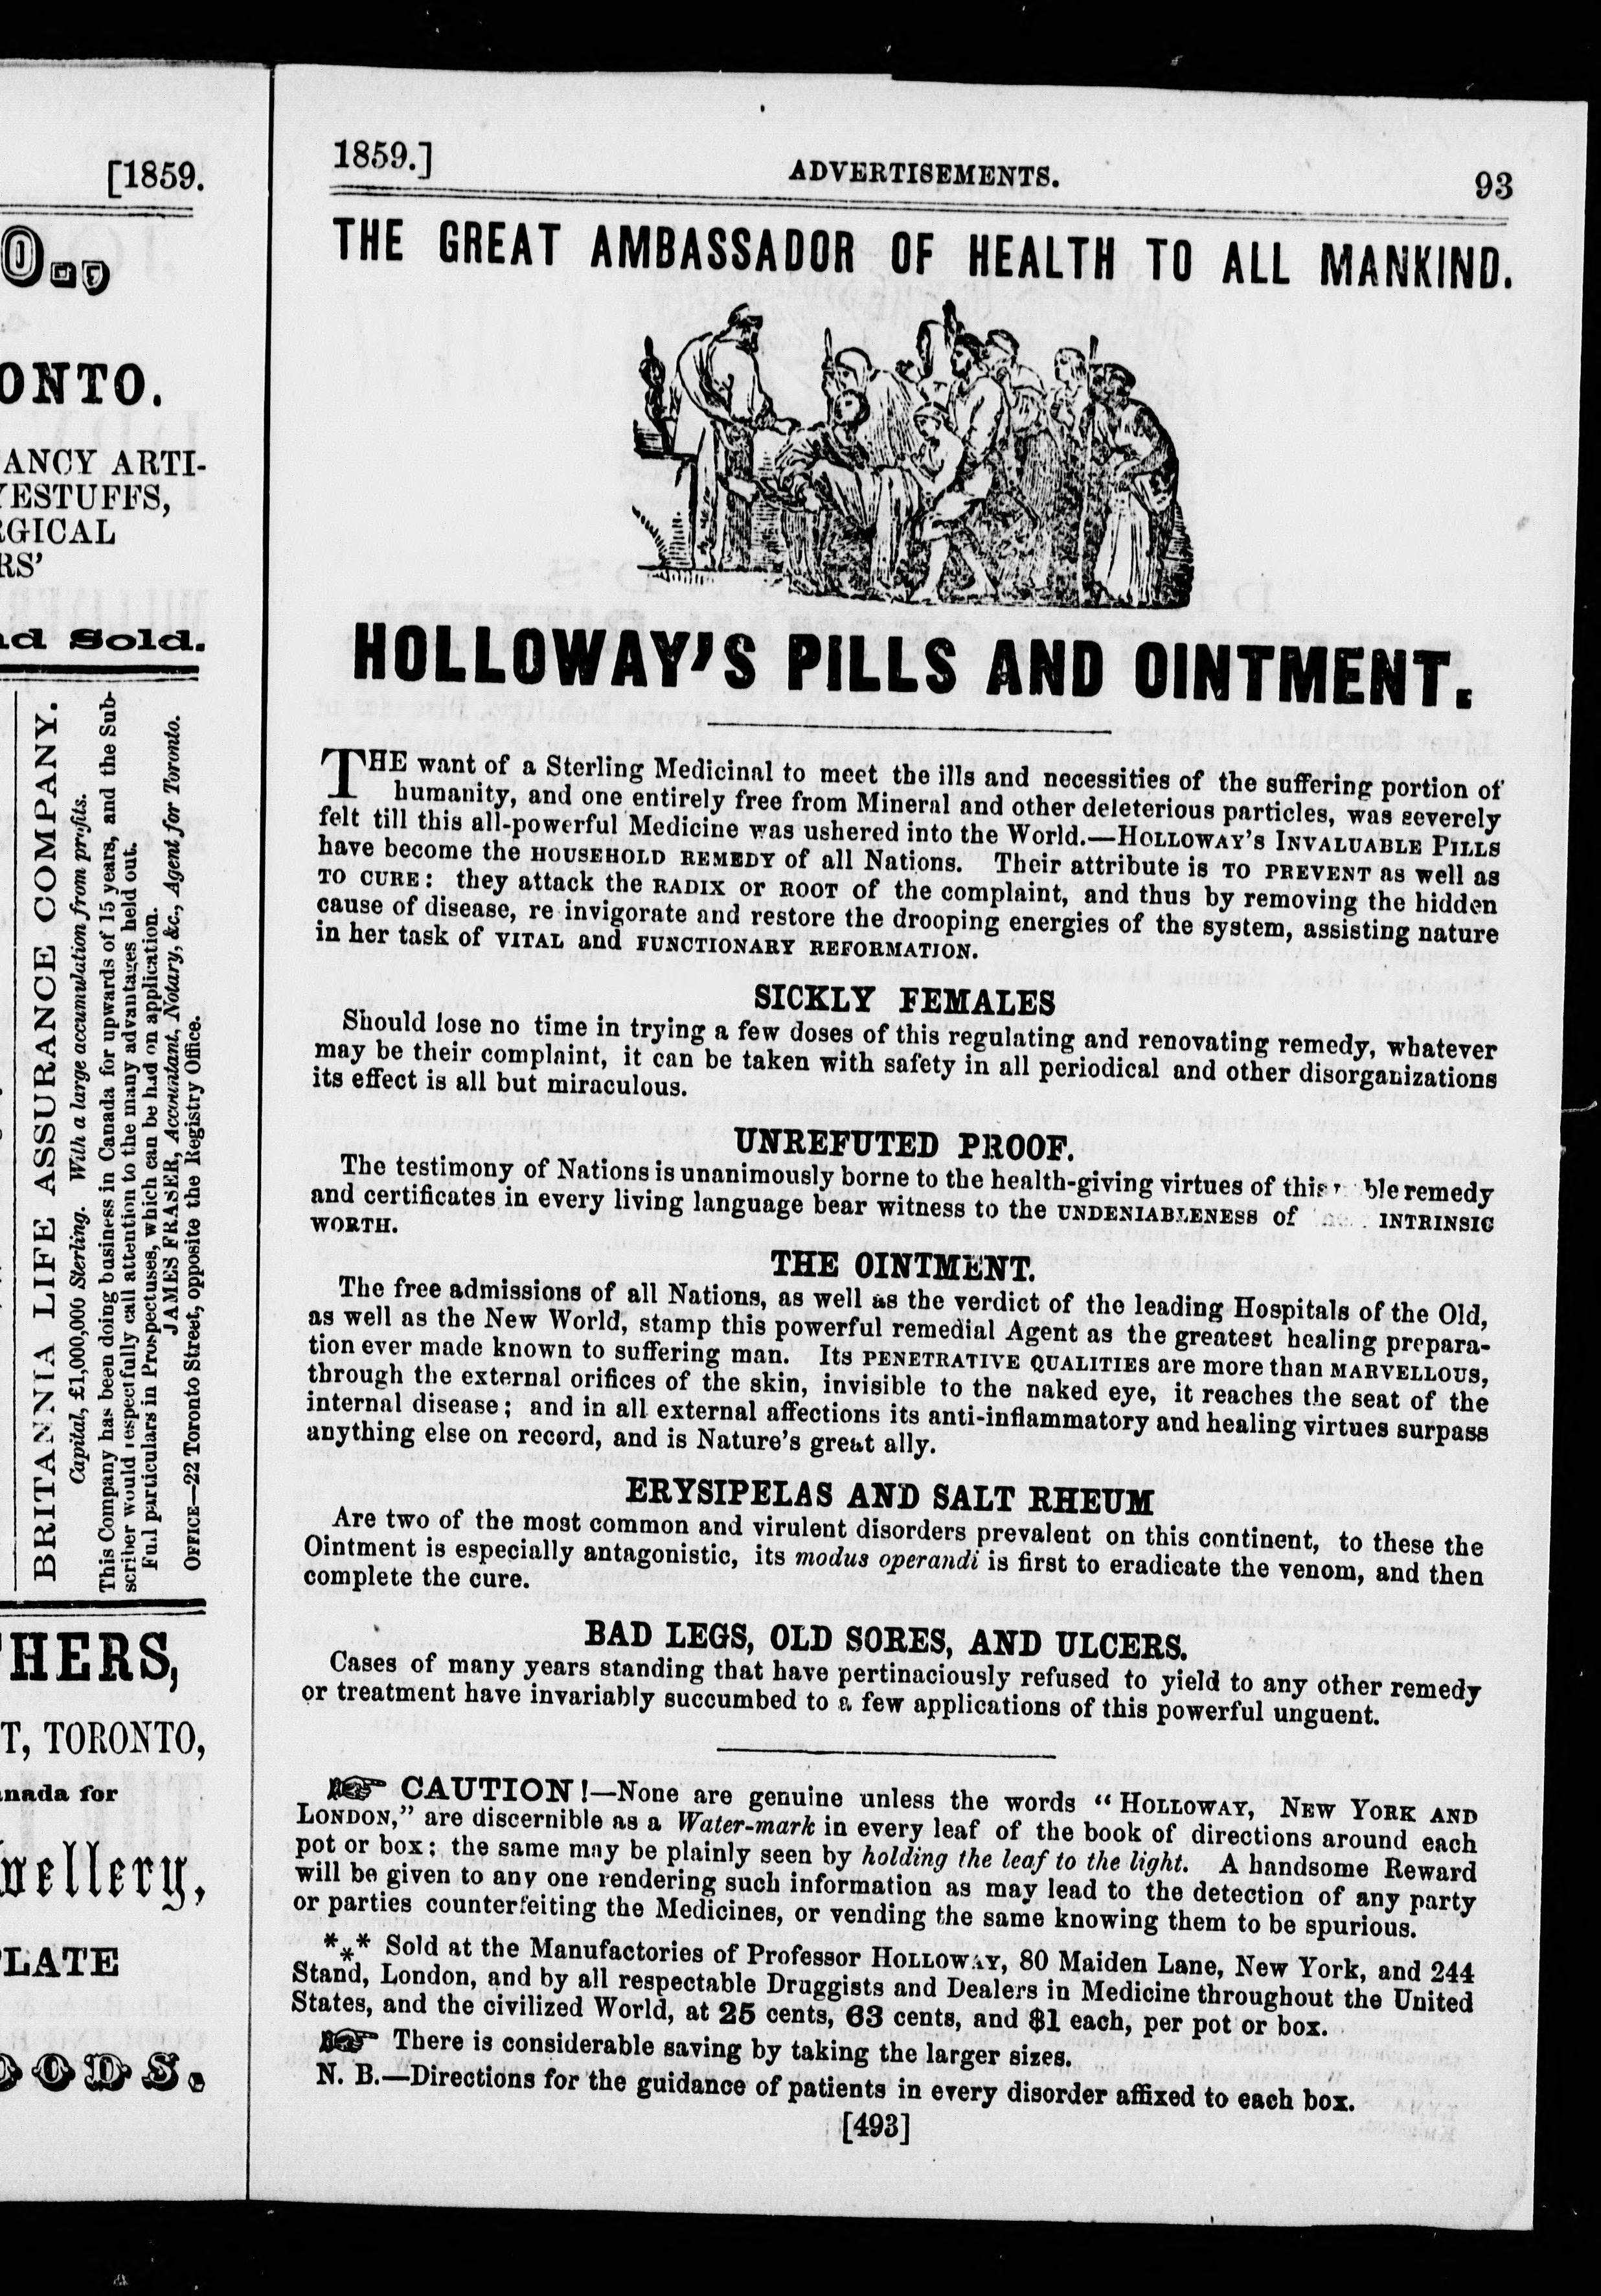 [1859.
O.,
ONTO.
ANCY ARTI-
YESTUFFS,
RGICAL
RS'
nd Sold.
BRITANNIA LIFE ASSURANCE COMPANY.
Capital, £1,000,000 Sterling. With a large accumulation from profits.
This Company has been doing business in Canada for upwards of 15 years, and the Sub-
scriber would respectfully call attention to the many advantages held out.
Full particulars in Prospectuses, which can be had on application.
JAMES FRASER, Accountant, Notary, &c., Agent for Toronto.
OFFICE—22 Toronto Street, opposite the Registry Office.
THERS,
T, TORONTO,
anada for
wellery,
PLATE
OODS.
1859.] ADVERTISEMENTS. 93
THE GREAT AMBASSADOR OF HEALTH TO ALL MANKIND.
HOLLOWAY'S PILLS AND OINTMENT.
THE want of a Sterling Medicinal to meet the ills and necessities of the suffering portion of
humanity, and one entirely free from Mineral and other deleterious particles, was severely
felt till this all-powerful Medicine was ushered into the World.—HOLLOWAY'S INVALUABLE PILLS
have become the HOUSEHOLD REMEDY of all Nations. Their attribute is TO PREVENT as well as
TO CURE: they attack the RADIX or ROOT of the complaint, and thus by removing the hidden
cause of disease, re invigorate and restore the drooping energies of the system, assisting nature
in her task of VITAL and FUNCTIONARY REFORMATION.
SICKLY FEMALES
Should lose no time in trying a few doses of this regulating and renovating remedy, whatever
may be their complaint, it can be taken with safety in all periodical and other disorganizations
its effect is all but miraculous.
UNREFUTED PROOF.
The testimony of Nations is unanimously borne to the health-giving virtues of this ble remedy
and certificates in every living language bear witness to the UNDENIABLENESS of INTRINSIC
WORTH.
THE OINTMENT.
The free admissions of all Nations, as well as the verdict of the leading Hospitals of the Old,
as well as the New World, stamp this powerful remedial Agent as the greatest healing prepara-
tion ever made known to suffering man. Its PENETRATIVE QUALITIES are more than MARVELLOUS,
through the external orifices of the skin, invisible to the naked eye, it reaches the seat of the
internal disease; and in all external affections its anti-inflammatory and healing virtues surpass
anything else on record, and is Nature's great ally.
ERYSIPELAS AND SALT RHEUM
Are two of the most common and virulent disorders prevalent on this continent, to these the
Ointment is especially antagonistic, its modus operandi is first to eradicate the venom, and then
complete the cure.
BAD LEGS, OLD SORES, AND ULCERS.
Cases of many years standing that have pertinaciously refused to yield to any other remedy
or treatment have invariably succumbed to a few applications of this powerful unguent.
☞ CAUTION!—None are genuine unless the words "HOLLOWAY, NEW YORK AND
LONDON," are discernible as a Water-mark in every leaf of the book of directions around each
pot or box; the same may be plainly seen by holding the leaf to the light. A handsome Reward
will be given to any one rendering such information as may lead to the detection of any party
or parties counterfeiting the Medicines, or vending the same knowing them to be spurious.
*** Sold at the Manufactories of Professor HOLLOWAY, 80 Maiden Lane, New York, and 244
Stand, London, and by all respectable Druggists and Dealers in Medicine throughout the United
States, and the civilized World, at 25 cents, 63 cents, and $1 each, per pot or box.
☞ There is considerable saving by taking the larger sizes.
N. B.—Directions for the guidance of patients in every disorder affixed to each box.
[493]